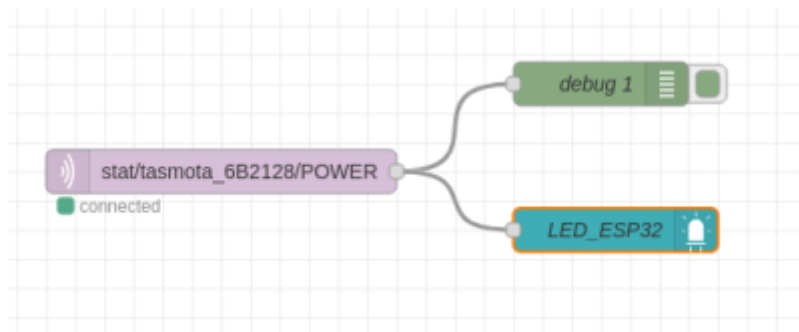 debug 1
stat/tasmota_6B2128/POWER
connected
LED_ESP32